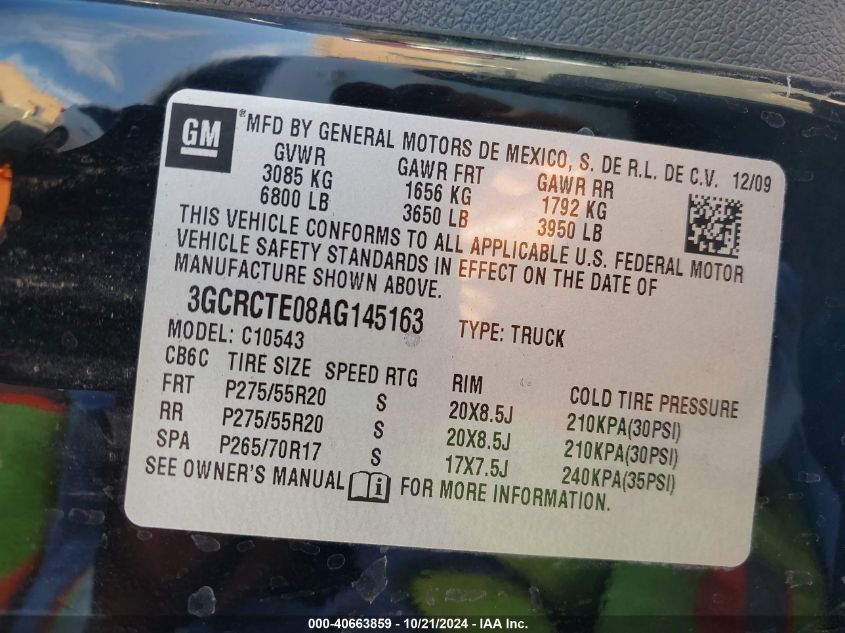 GM ® MFD BY GENERAL MOTORS DE MEXICO, S. DE R.L. DE C.V. 12/09
GVWR GAWR FRT GAWR RR
3085 KG 1656 KG 1792 KG
6800 LB 3650 LB 3950 LB
THIS VEHICLE CONFORMS TO ALL APPLICABLE U.S. FEDERAL MOTOR
VEHICLE SAFETY STANDARDS IN EFFECT ON THE DATE OF
MANUFACTURE SHOWN ABOVE.
3GCRCTE08AG145163 TYPE: TRUCK
MODEL: C10543
CB6C TIRE SIZE SPEED RTG RIM COLD TIRE PRESSURE
FRT P275/55R20 S 20X8.5J 210KPA(30PSI)
RR P275/55R20 S 20X8.5J 210KPA(30PSI)
SPA P265/70R17 S 17X7.5J 240KPA(35PSI)
SEE OWNER'S MANUAL i FOR MORE INFORMATION.
000-40663859 - 10/21/2024 - IAA Inc.